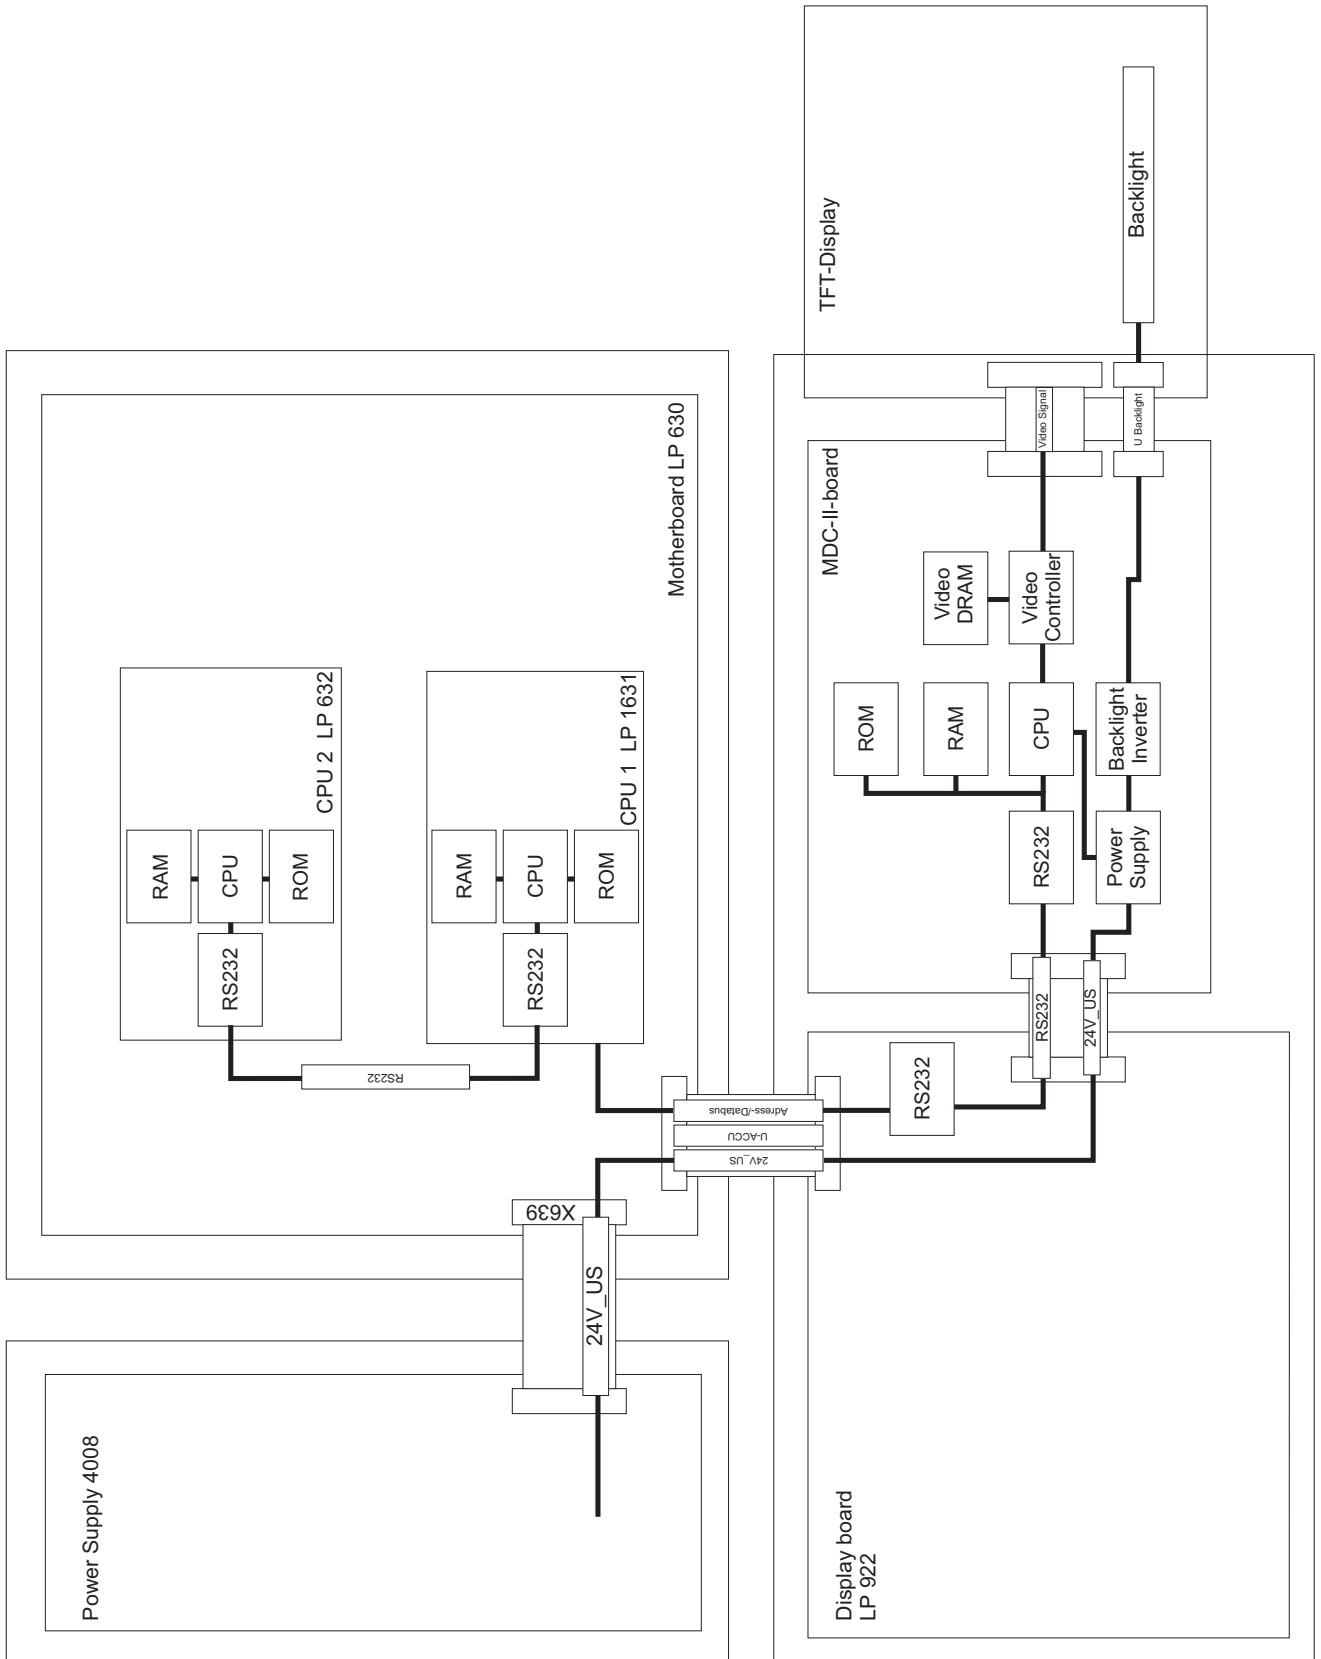 TFT-Display
Backlight
Video Signal
U Backlight
MDC-II-board
Video
DRAM
Video
Controller
ROM
RAM
CPU
Backlight
Inverter
RS232
Power
Supply
RS232
24V_US
RS232
Display board
LP 922
Motherboard LP 630
CPU 2 LP 632
RAM
CPU
ROM
RS232
CPU 1 LP 1631
RAM
CPU
ROM
RS232
RS232
Adress-/Databus
U-ACCU
24V_US
X639
24V_US
Power Supply 4008